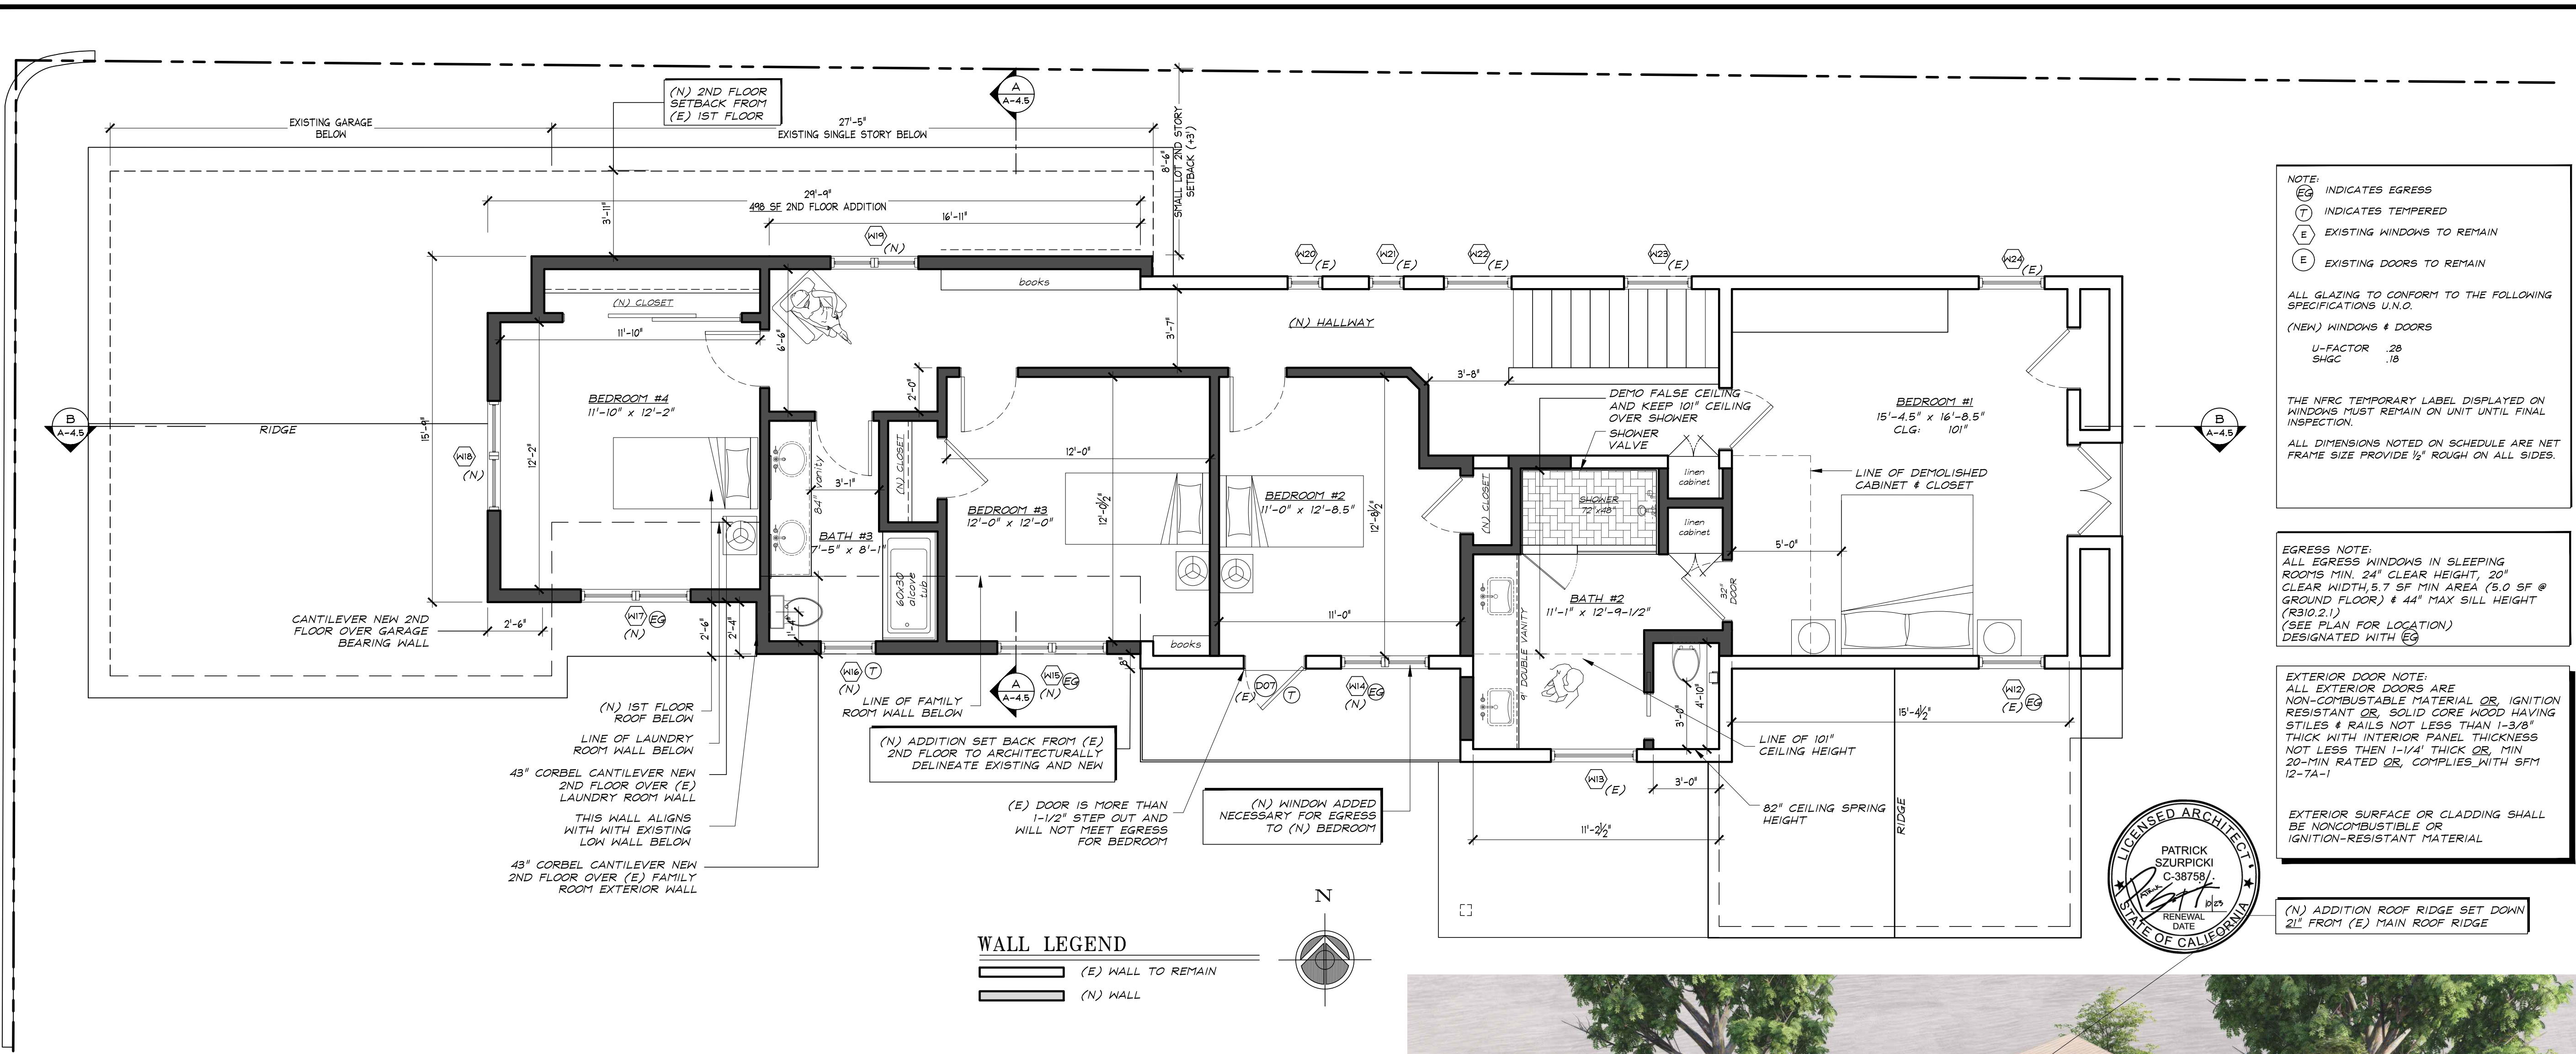 (N) 2ND FLOOR
SETBACK FROM
(E) 1ST FLOOR
A
A-4.5
EXISTING GARAGE
BELOW
27'-5"
EXISTING SINGLE STORY BELOW
8'-6"
SMALL LOT 2ND STORY
SETBACK (+3')
3'-11"
29'-9"
498 SF 2ND FLOOR ADDITION
16'-11"
W19
(N)
W20
(E)
W21
(E)
W22
(E)
W23
(E)
W24
(E)
books
(N) CLOSET
11'-10"
6'-6"
3'-7"
(N) HALLWAY
2'-0"
3'-8"
BEDROOM #4
11'-10" x 12'-2"
12'-2"
15'-9"
B
A-4.5
RIDGE
W18
(N)
84" vanity
3'-1"
(N) CLOSET
BATH #3
7'-5" x 8'-1"
60x30
alcove
tub
11'-4"
12'-0"
BEDROOM #3
12'-0" x 12'-0"
12'-0½"
books
BEDROOM #2
11'-0" x 12'-8.5"
12'-8½"
11'-0"
(N) CLOSET
DEMO FALSE CEILING
AND KEEP 101" CEILING
OVER SHOWER
SHOWER
VALVE
SHOWER
72"x48"
linen
cabinet
linen
cabinet
BATH #2
11'-1" x 12'-9-1/2"
9' DOUBLE VANITY
32"
DOOR
3'-0"
4'-10"
BEDROOM #1
15'-4.5" x 16'-8.5"
CLG: 101"
LINE OF DEMOLISHED
CABINET & CLOSET
5'-0"
B
A-4.5
W17
EG
(N)
2'-6"
2'-6"
2'-4"
CANTILEVER NEW 2ND
FLOOR OVER GARAGE
BEARING WALL
W16
T
(N)
W15
EG
(N)
A
A-4.5
8"
(E)
D07
T
W14
EG
(N)
W13
(E)
W12
(E)
EG
15'-4½"
3'-0"
11'-2½"
(N) 1ST FLOOR
ROOF BELOW
LINE OF LAUNDRY
ROOM WALL BELOW
43" CORBEL CANTILEVER NEW
2ND FLOOR OVER (E)
LAUNDRY ROOM WALL
THIS WALL ALIGNS
WITH WITH EXISTING
LOW WALL BELOW
43" CORBEL CANTILEVER NEW
2ND FLOOR OVER (E) FAMILY
ROOM EXTERIOR WALL
LINE OF FAMILY
ROOM WALL BELOW
(N) ADDITION SET BACK FROM (E)
2ND FLOOR TO ARCHITECTURALLY
DELINEATE EXISTING AND NEW
(E) DOOR IS MORE THAN
1-1/2" STEP OUT AND
WILL NOT MEET EGRESS
FOR BEDROOM
(N) WINDOW ADDED
NECESSARY FOR EGRESS
TO (N) BEDROOM
LINE OF 101"
CEILING HEIGHT
82" CEILING SPRING
HEIGHT
RIDGE
N
WALL LEGEND
(E) WALL TO REMAIN
(N) WALL
NOTE:
EG INDICATES EGRESS
T INDICATES TEMPERED
E EXISTING WINDOWS TO REMAIN
E EXISTING DOORS TO REMAIN
ALL GLAZING TO CONFORM TO THE FOLLOWING
SPECIFICATIONS U.N.O.
(NEW) WINDOWS & DOORS
U-FACTOR .28
SHGC .18
THE NFRC TEMPORARY LABEL DISPLAYED ON
WINDOWS MUST REMAIN ON UNIT UNTIL FINAL
INSPECTION.
ALL DIMENSIONS NOTED ON SCHEDULE ARE NET
FRAME SIZE PROVIDE ½" ROUGH ON ALL SIDES.
EGRESS NOTE:
ALL EGRESS WINDOWS IN SLEEPING
ROOMS MIN. 24" CLEAR HEIGHT, 20"
CLEAR WIDTH,5.7 SF MIN AREA (5.0 SF @
GROUND FLOOR) & 44" MAX SILL HEIGHT
(R310.2.1)
(SEE PLAN FOR LOCATION)
DESIGNATED WITH EG
EXTERIOR DOOR NOTE:
ALL EXTERIOR DOORS ARE
NON-COMBUSTABLE MATERIAL OR, IGNITION
RESISTANT OR, SOLID CORE WOOD HAVING
STILES & RAILS NOT LESS THAN 1-3/8"
THICK WITH INTERIOR PANEL THICKNESS
NOT LESS THEN 1-1/4' THICK OR, MIN
20-MIN RATED OR, COMPLIES WITH SFM
12-7A-1
EXTERIOR SURFACE OR CLADDING SHALL
BE NONCOMBUSTIBLE OR
IGNITION-RESISTANT MATERIAL
LICENSED ARCHITECT
PATRICK
SZURPICKI
C-38758
10 23
RENEWAL
DATE
STATE OF CALIFORNIA
(N) ADDITION ROOF RIDGE SET DOWN
21" FROM (E) MAIN ROOF RIDGE